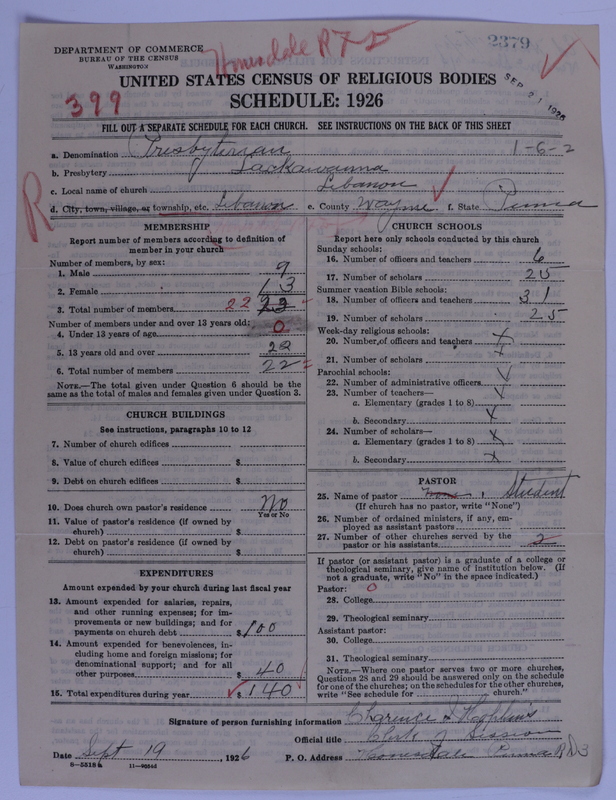 Honesdale R F D
2379
DEPARTMENT OF COMMERCE
BUREAU OF THE CENSUS
WASHINGTON
UNITED STATES CENSUS OF RELIGIOUS BODIES
SEP 21 1926
399
SCHEDULE: 1926
FILL OUT A SEPARATE SCHEDULE FOR EACH CHURCH. SEE INSTRUCTIONS ON THE BACK OF THIS SHEET
a. Denomination Presbyterian 1-6-2
b. Presbytery Lackawanna
c. Local name of church Lebanon
R
d. City, town, village, or township, etc. Lebanon e. County Wayne f. State Penna
MEMBERSHIP
Report number of members according to definition of
member in your church
Number of members, by sex:
1. Male 9
2. Female 13
3. Total number of members 22 23
Number of members under and over 13 years old:
4. Under 13 years of age 0
5. 13 years old and over 22
6. Total number of members 22
NOTE.—The total given under Question 6 should be
same as the total of males and females given under Question 3.
CHURCH BUILDINGS
See instructions, paragraphs 10 to 12
7. Number of church edifices
8. Value of church edifices $
9. Debt on church edifices $
10. Does church own pastor's residence No
Yes or No
11. Value of pastor's residence (if owned by
church) $
12. Debt on pastor's residence (if owned by
church) $
EXPENDITURES
Amount expended by your church during last fiscal year
13. Amount expended for salaries, repairs,
and other running expenses; for im-
provements or new buildings; and for
payments on church debt $ 100
14. Amount expended for benevolences, in-
cluding home and foreign missions; for
denominational support; and for all
other purposes 40
15. Total expenditures during year $ 140
CHURCH SCHOOLS
Report here only schools conducted by this church
Sunday schools:
16. Number of officers and teachers 6
17. Number of scholars 25
Summer vacation Bible schools:
18. Number of officers and teachers 31
19. Number of scholars 25
Week-day religious schools:
20. Number of officers and teachers x
21. Number of scholars x
Parochial schools:
22. Number of administrative officers
23. Number of teachers—
a. Elementary (grades 1 to 8)
b. Secondary x
24. Number of scholars—
a. Elementary (grades 1 to 8) x
b. Secondary x
PASTOR
25. Name of pastor None, Student
(If church has no pastor, write "None")
26. Number of ordained ministers, if any, em-
ployed as assistant pastors
27. Number of other churches served by the
pastor or his assistants 2
If pastor (or assistant pastor) is a graduate of a college or
theological seminary, give name of institution below. (If
not a graduate, write "No" in the space indicated.)
Pastor: 0
28. College
29. Theological seminary
Assistant pastor:
30. College
31. Theological seminary
NOTE.—Where one pastor serves two or more churches,
Questions 28 and 29 should be answered only on the schedule
for one of the churches; on the schedules for the other churches,
write "See schedule for church."
Signature of person furnishing information Clarence S Hopkins
Official title Clerk of Session
Date Sept 19, 1926 P. O. Address Honesdale Penna RD3
8-5518a 11-9554d